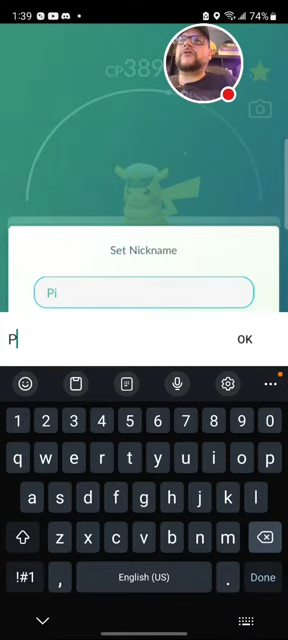 1:39
74%
CP389
Set Nickname
Pi
P
OK
1 2 3 4 5 6 7 8 9 0
q w e r t y u i o p
a s d f g h j k l
z x c v b n m
!#1 , English (US) . Done